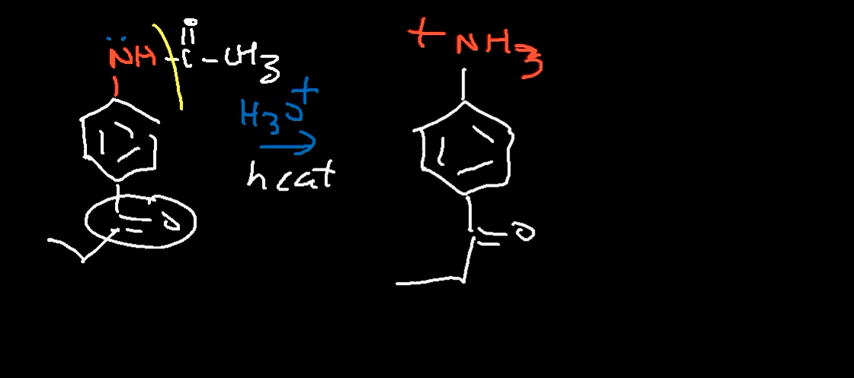 NH-C-CH3
O
H3O+
heat
C=O
+NH3
C=O